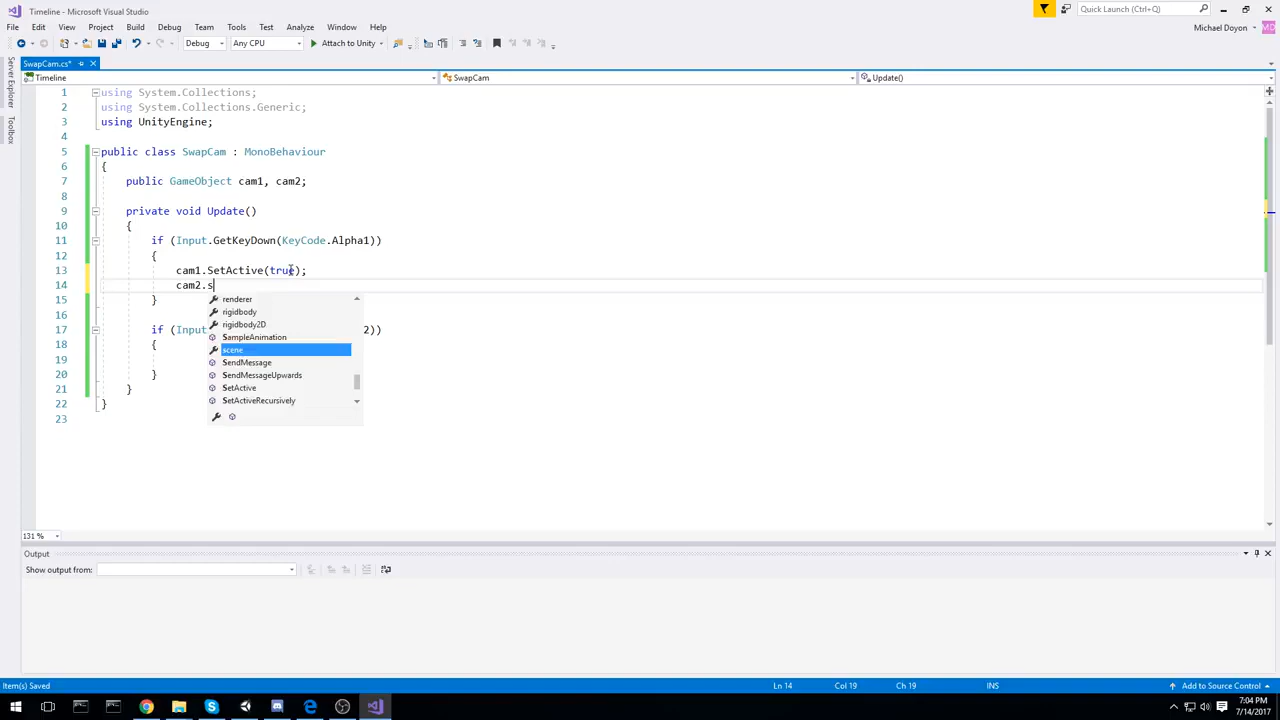 Timeline - Microsoft Visual Studio
Quick Launch (Ctrl+Q)
File Edit View Project Build Debug Team Tools Test Analyze Window Help
Michael Doyon
MD
Debug Any CPU Attach to Unity
SwapCam.cs*
Server Explorer
Toolbox
Timeline SwapCam Update()
1 using System.Collections;
2 using System.Collections.Generic;
3 using UnityEngine;
4
5 public class SwapCam : MonoBehaviour
6 {
7 public GameObject cam1, cam2;
8
9 private void Update()
10 {
11 if (Input.GetKeyDown(KeyCode.Alpha1))
12 {
13 cam1.SetActive(true);
14 cam2.s
15 }
16
17 if (Input 2))
18 {
19
20 }
21 }
22 }
23
renderer
rigidbody
rigidbody2D
SampleAnimation
scene
SendMessage
SendMessageUpwards
SetActive
SetActiveRecursively
131 %
Output
Show output from:
Item(s) Saved Ln 14 Col 19 Ch 19 INS Add to Source Control
7:04 PM
7/14/2017